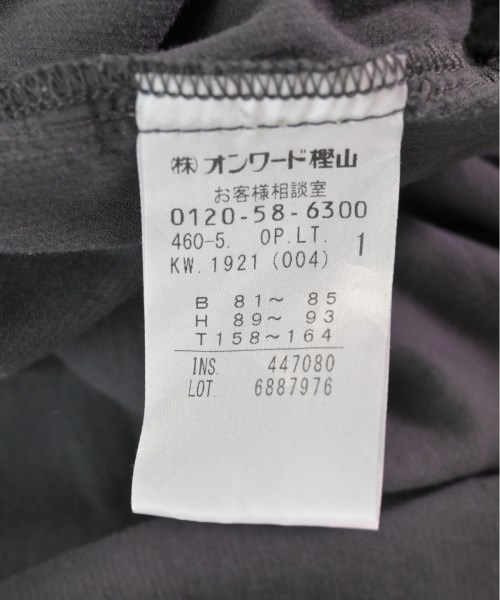 ㈱オンワード樫山
お客様相談室
0120-58-6300
460-5. OP.LT. 1
KW.1921(004)
B 81〜 85
H 89〜 93
T158〜164
INS. 447080
LOT. 6887976